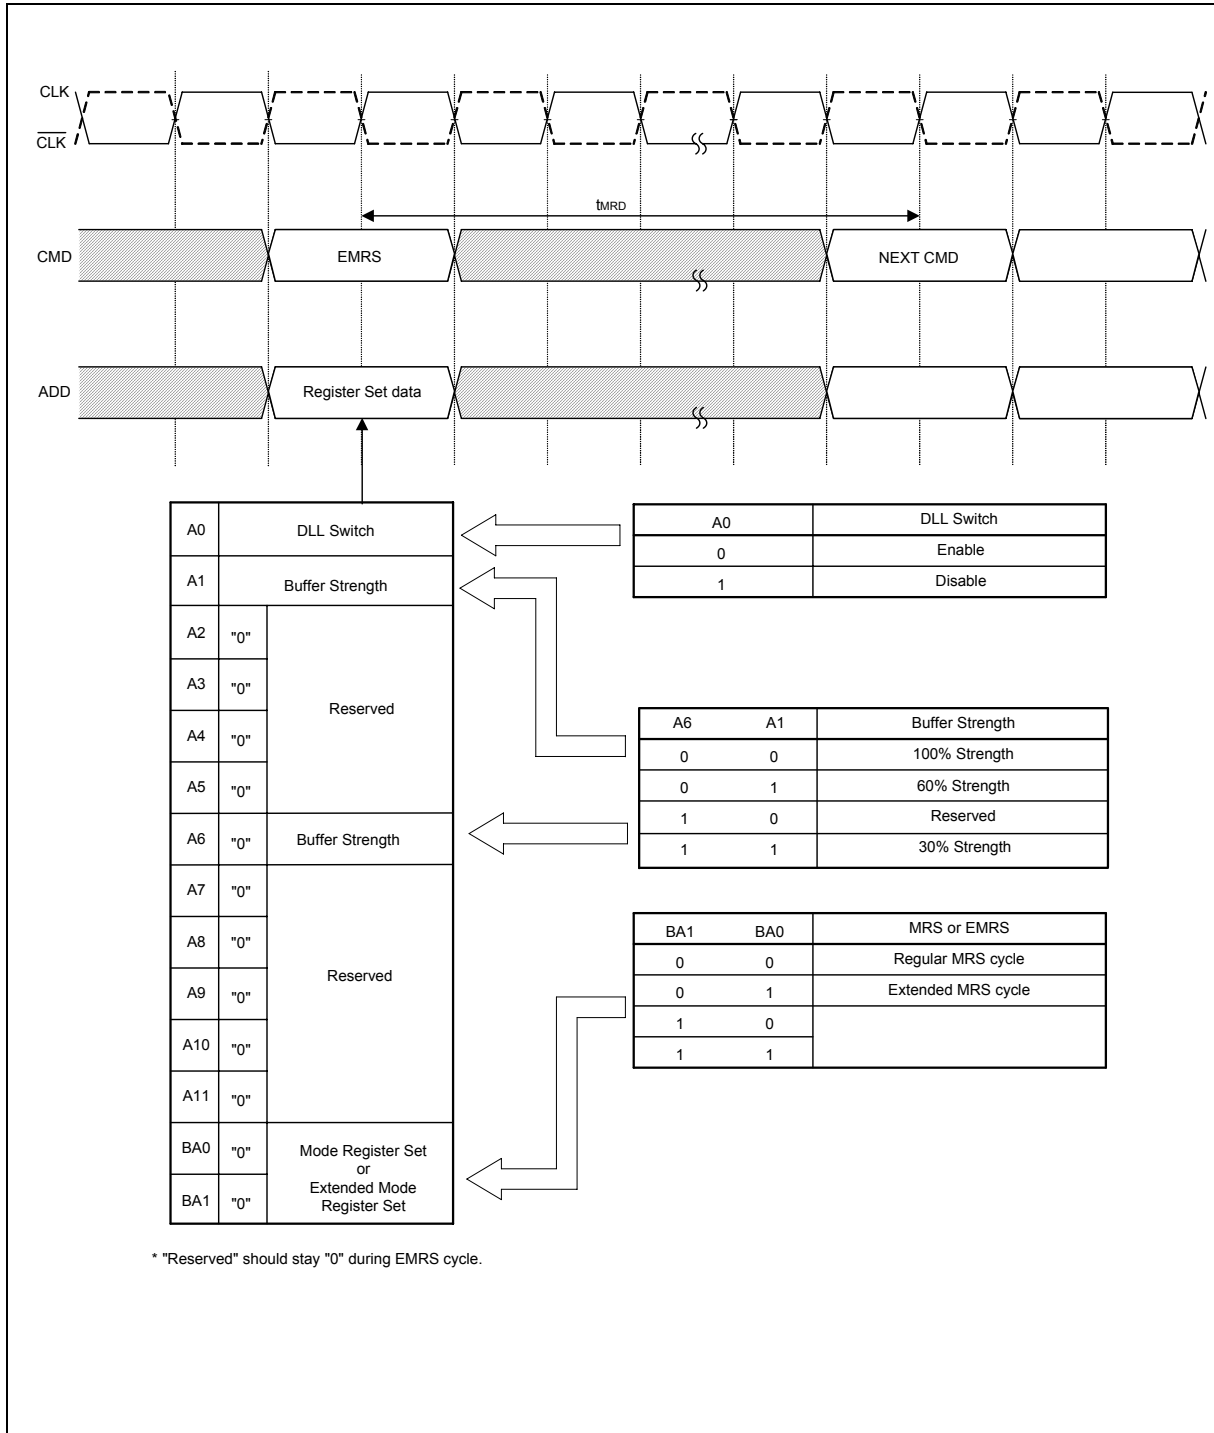 CLK
CLK
tMRD
CMD EMRS NEXT CMD
ADD Register Set data
A0 DLL Switch
A1 Buffer Strength
A2 "0"
A3 "0"
Reserved
A4 "0"
A5 "0"
A6 "0" Buffer Strength
A7 "0"
A8 "0"
Reserved
A9 "0"
A10 "0"
A11 "0"
BA0 "0" Mode Register Set
or
Extended Mode
BA1 "0" Register Set
A0 DLL Switch
0 Enable
1 Disable
A6 A1 Buffer Strength
0 0 100% Strength
0 1 60% Strength
1 0 Reserved
1 1 30% Strength
BA1 BA0 MRS or EMRS
0 0 Regular MRS cycle
0 1 Extended MRS cycle
1 0
1 1
* "Reserved" should stay "0" during EMRS cycle.